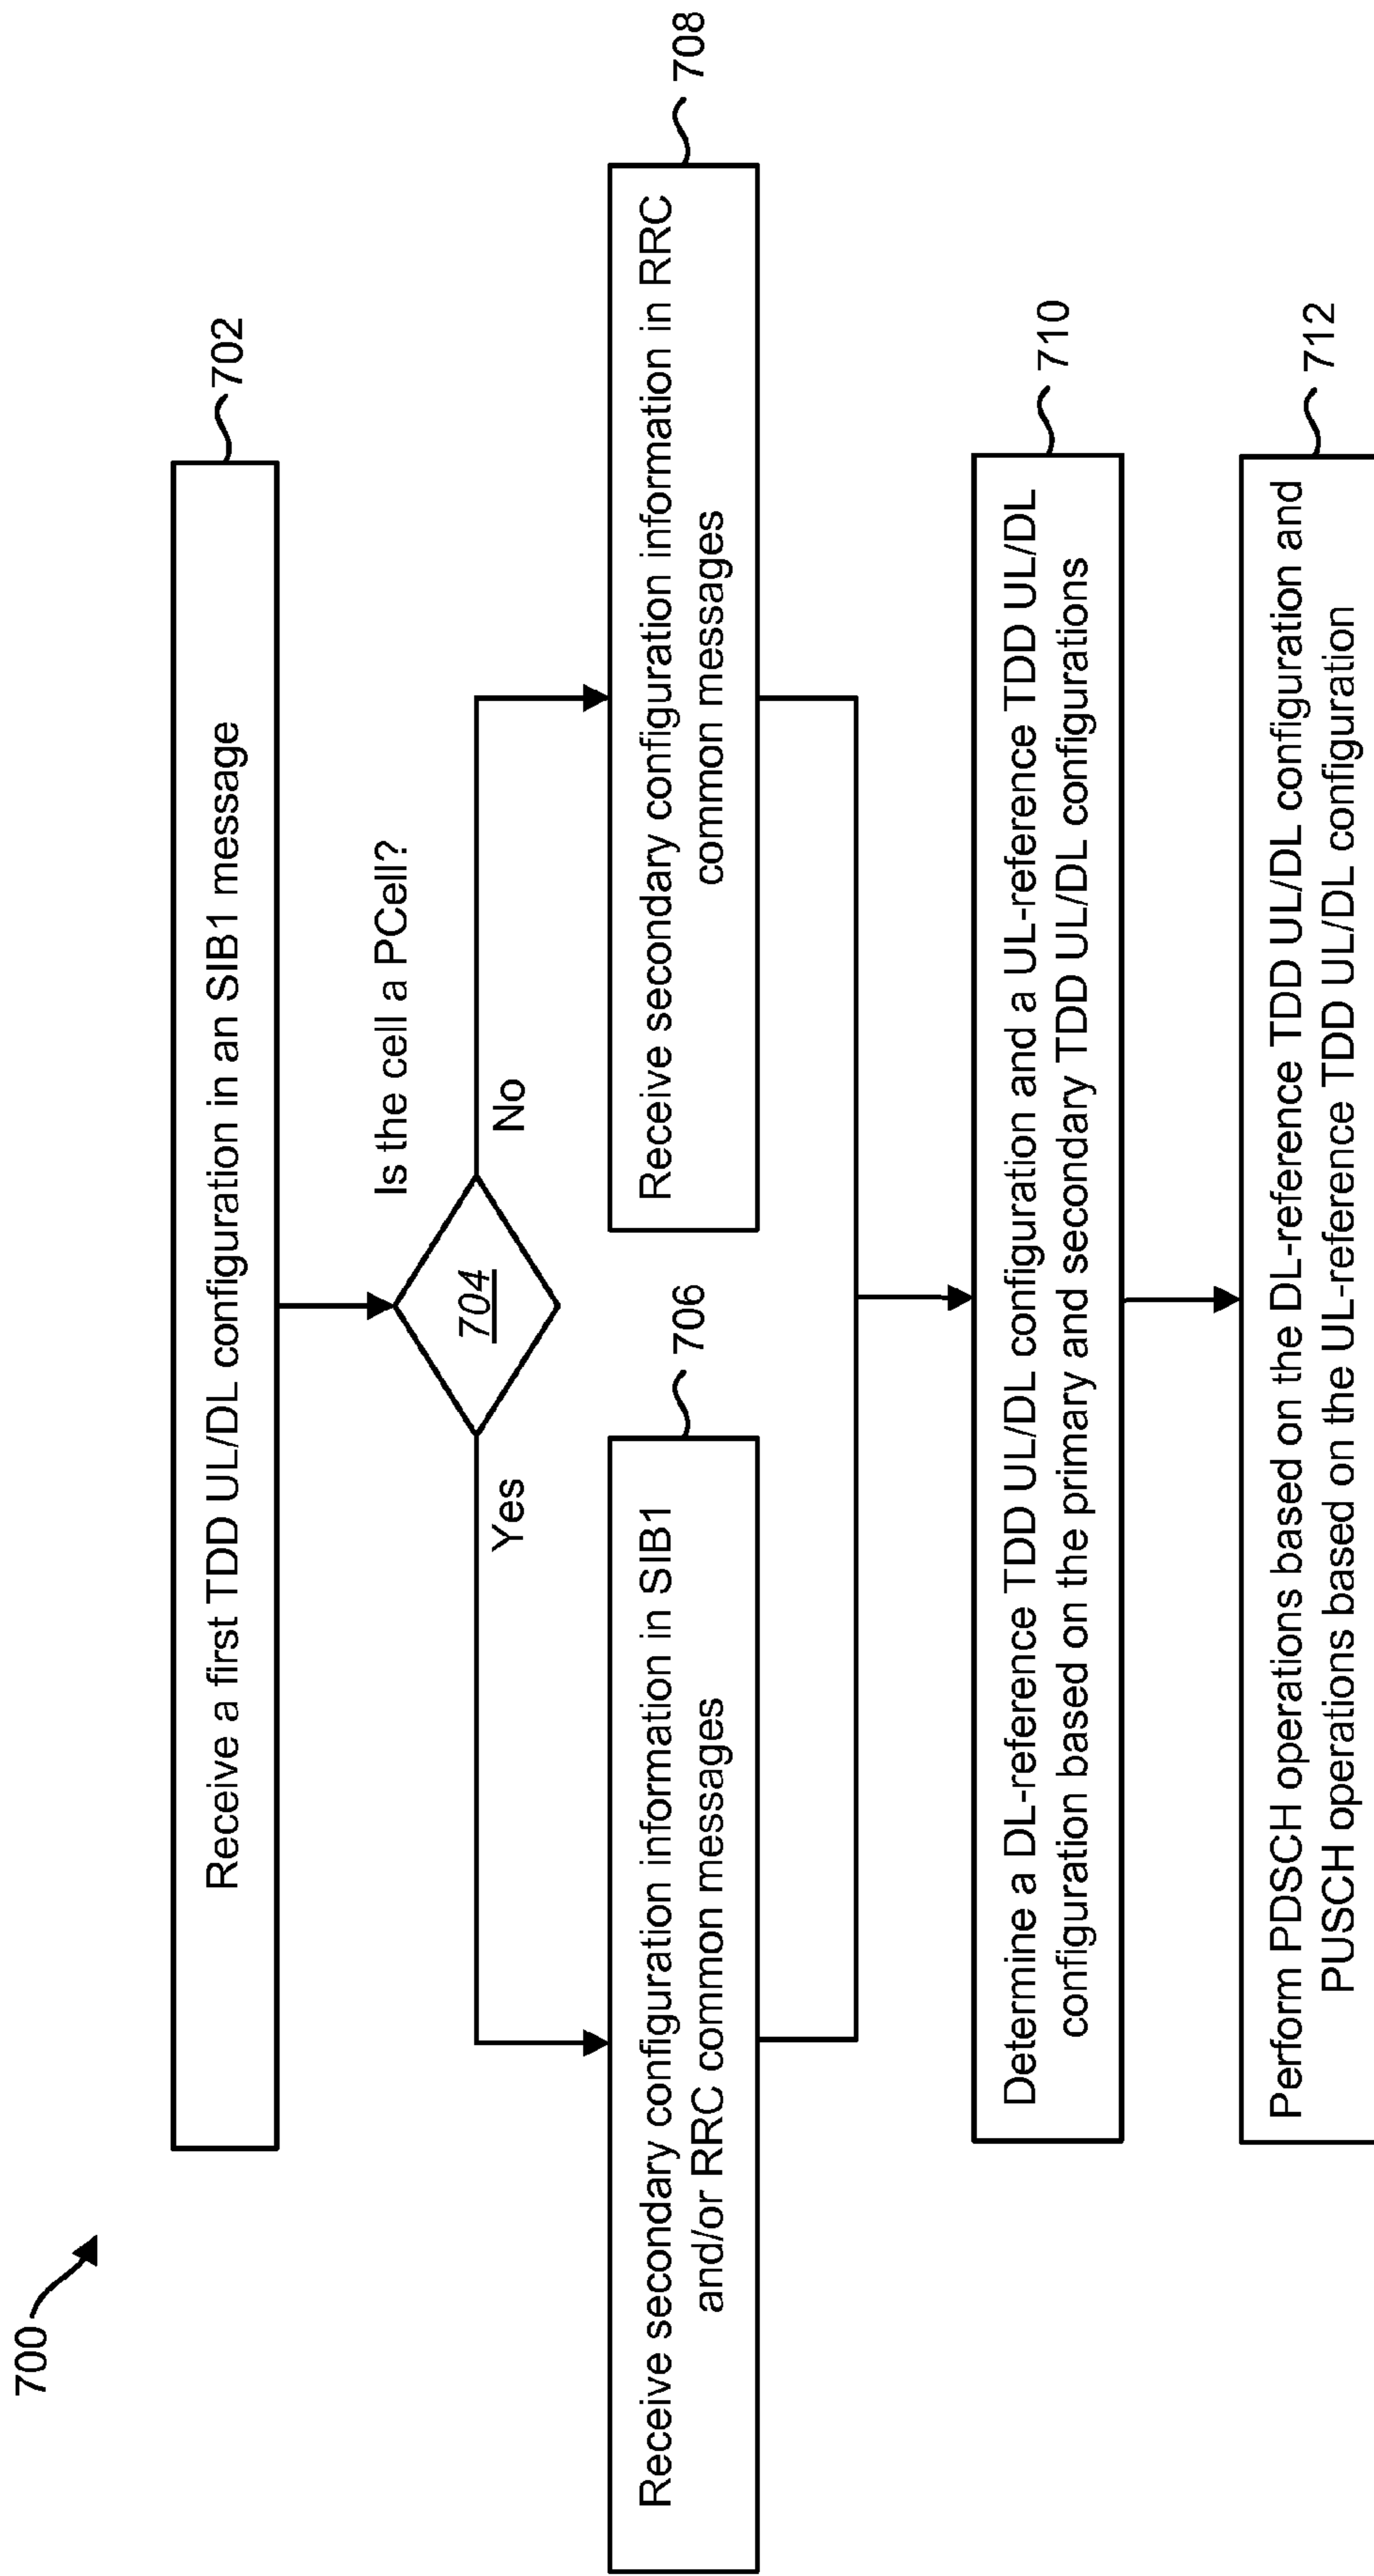 700
Receive a first TDD UL/DL configuration in an SIB1 message
702
Is the cell a PCell?
704
Yes
No
Receive secondary configuration information in SIB1
and/or RRC common messages
706
Receive secondary configuration information in RRC
common messages
708
Determine a DL-reference TDD UL/DL configuration and a UL-reference TDD UL/DL
configuration based on the primary and secondary TDD UL/DL configurations
710
Perform PDSCH operations based on the DL-reference TDD UL/DL configuration and
PUSCH operations based on the UL-reference TDD UL/DL configuration
712